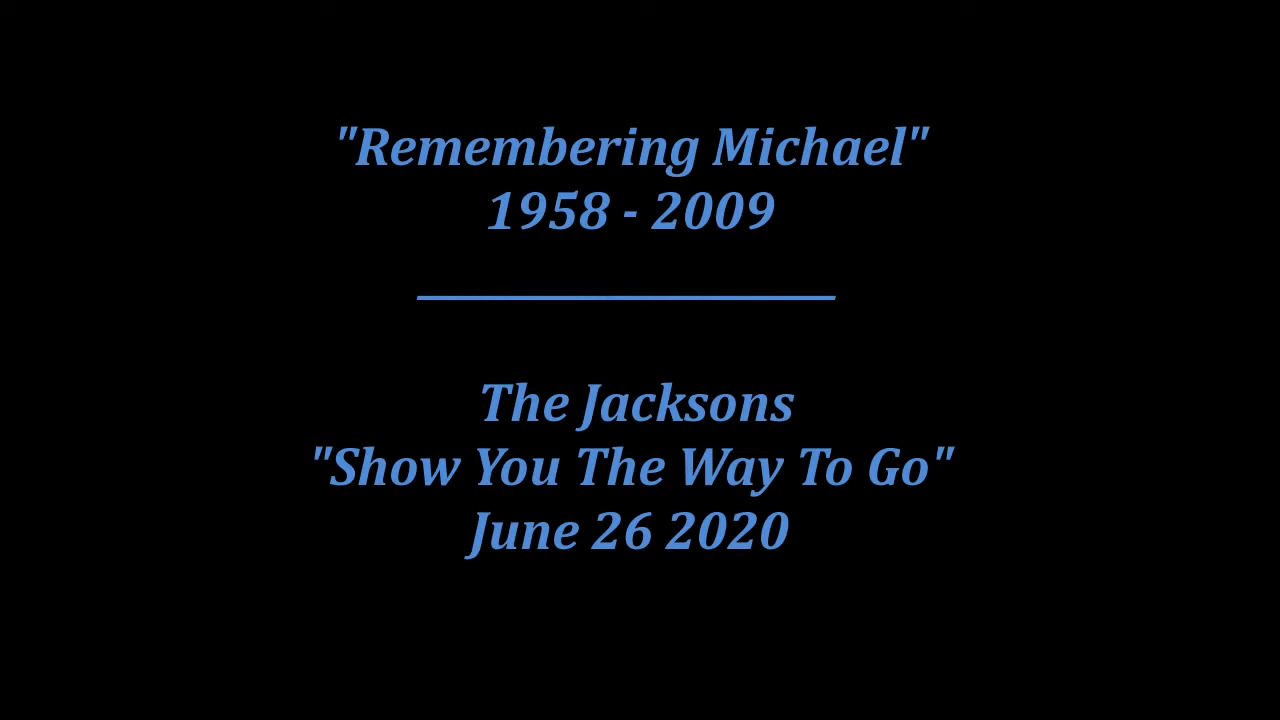 "Remembering Michael"
1958 - 2009
The Jacksons
"Show You The Way To Go"
June 26 2020